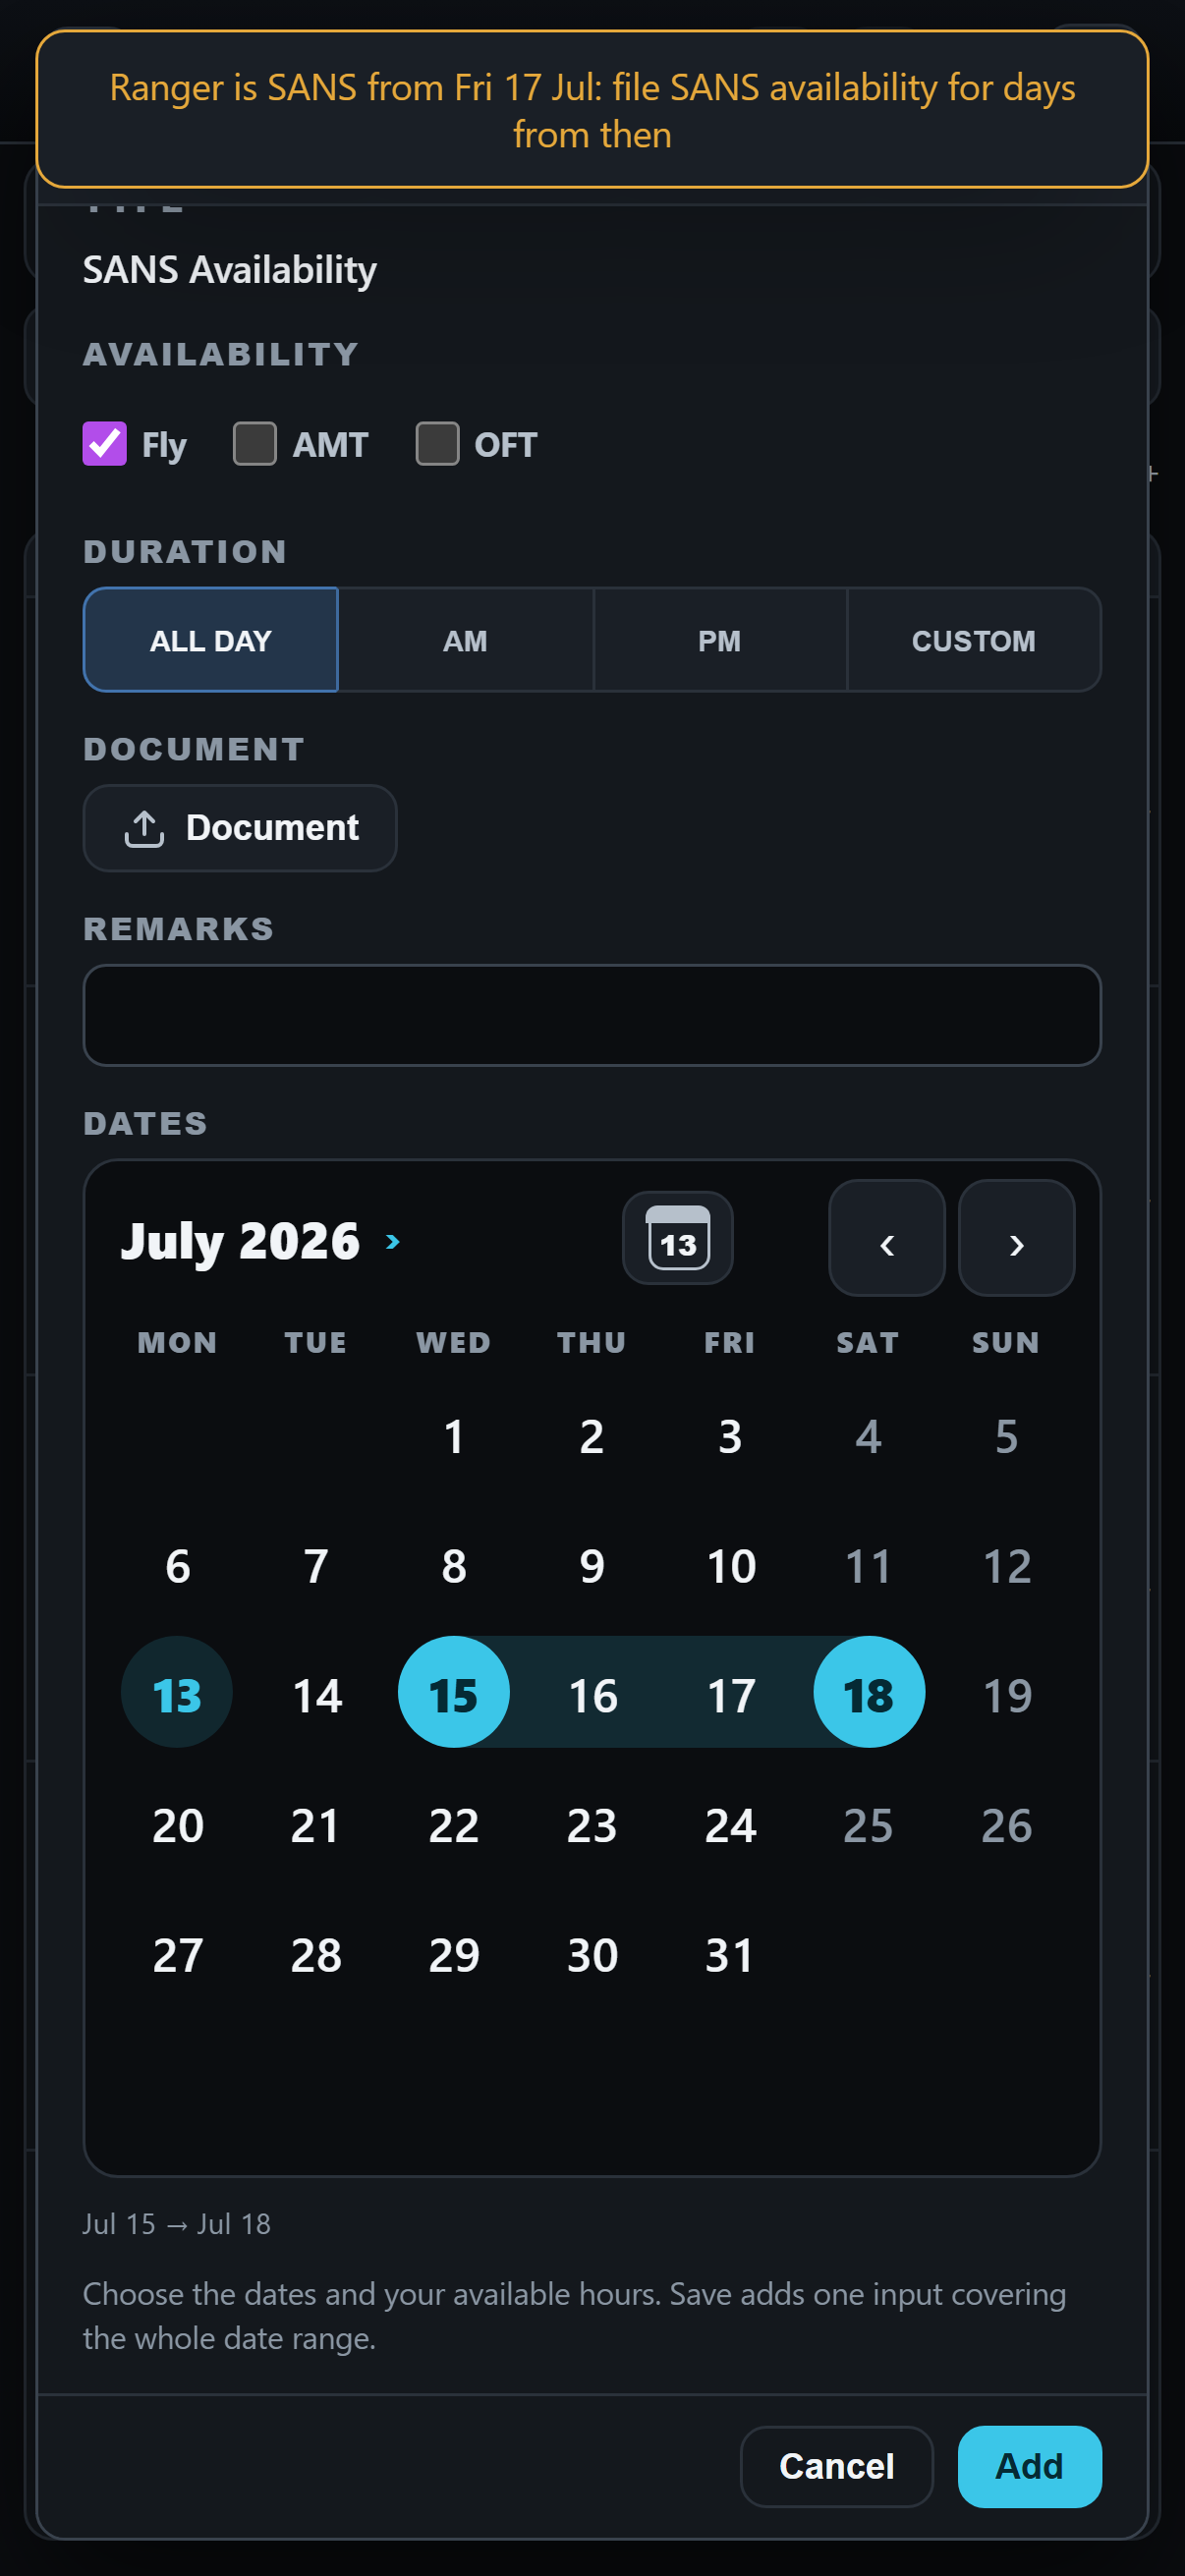 Ranger is SANS from Fri 17 Jul: file SANS availability for days
from then
SANS Availability
AVAILABILITY
Fly AMT OFT
DURATION
ALL DAY AM PM CUSTOM
DOCUMENT
Document
REMARKS
DATES
July 2026 › 13 ‹ ›
MON TUE WED THU FRI SAT SUN
1 2 3 4 5
6 7 8 9 10 11 12
13 14 15 16 17 18 19
20 21 22 23 24 25 26
27 28 29 30 31
Jul 15 → Jul 18
Choose the dates and your available hours. Save adds one input covering
the whole date range.
Cancel Add